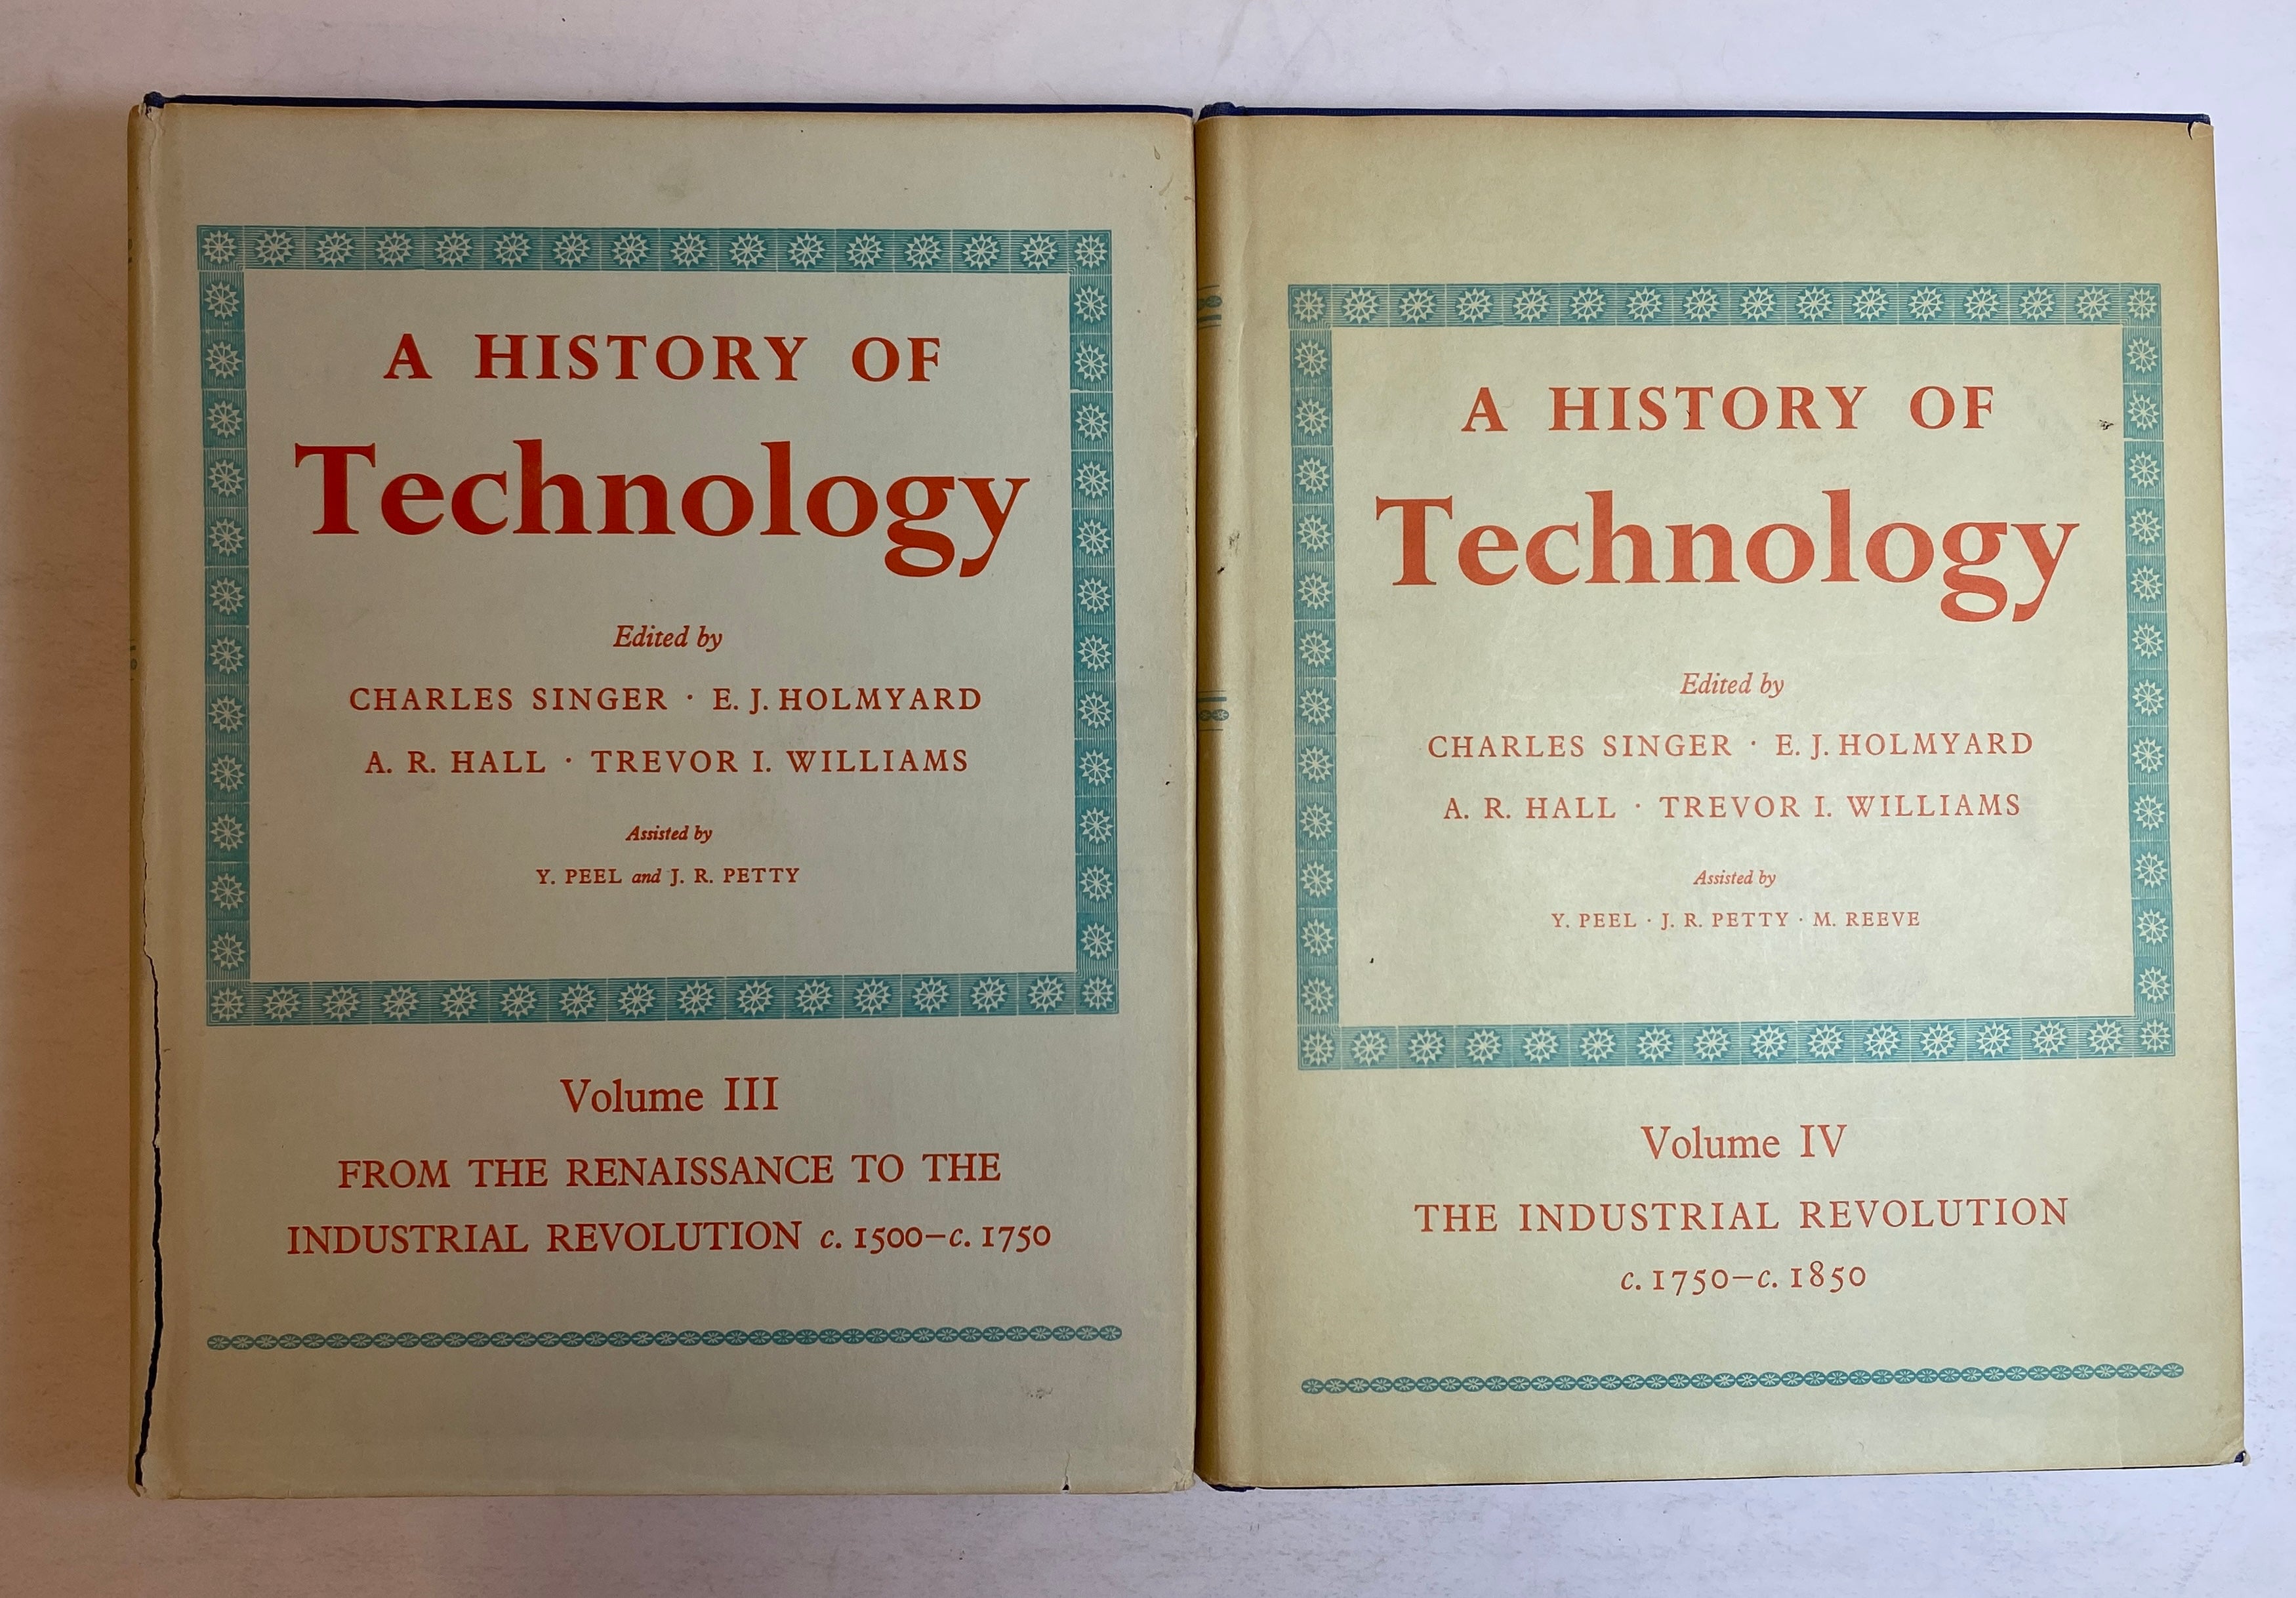 A HISTORY OF
Technology
Edited by
CHARLES SINGER · E. J. HOLMYARD
A. R. HALL · TREVOR I. WILLIAMS
Assisted by
Y. PEEL and J. R. PETTY
Volume III
FROM THE RENAISSANCE TO THE
INDUSTRIAL REVOLUTION c. 1500–c. 1750
A HISTORY OF
Technology
Edited by
CHARLES SINGER · E. J. HOLMYARD
A. R. HALL · TREVOR I. WILLIAMS
Assisted by
Y. PEEL · J. R. PETTY · M. REEVE
Volume IV
THE INDUSTRIAL REVOLUTION
c. 1750–c. 1850